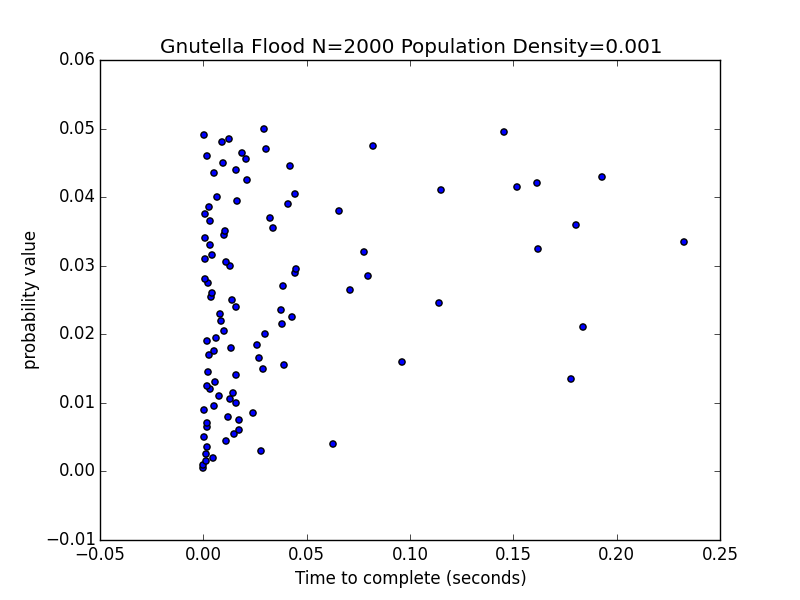 Gnutella Flood N=2000 Population Density=0.001
0.06
0.05
0.04
0.03
0.02
0.01
0.00
−0.01
probability value
−0.05 0.00 0.05 0.10 0.15 0.20 0.25
Time to complete (seconds)